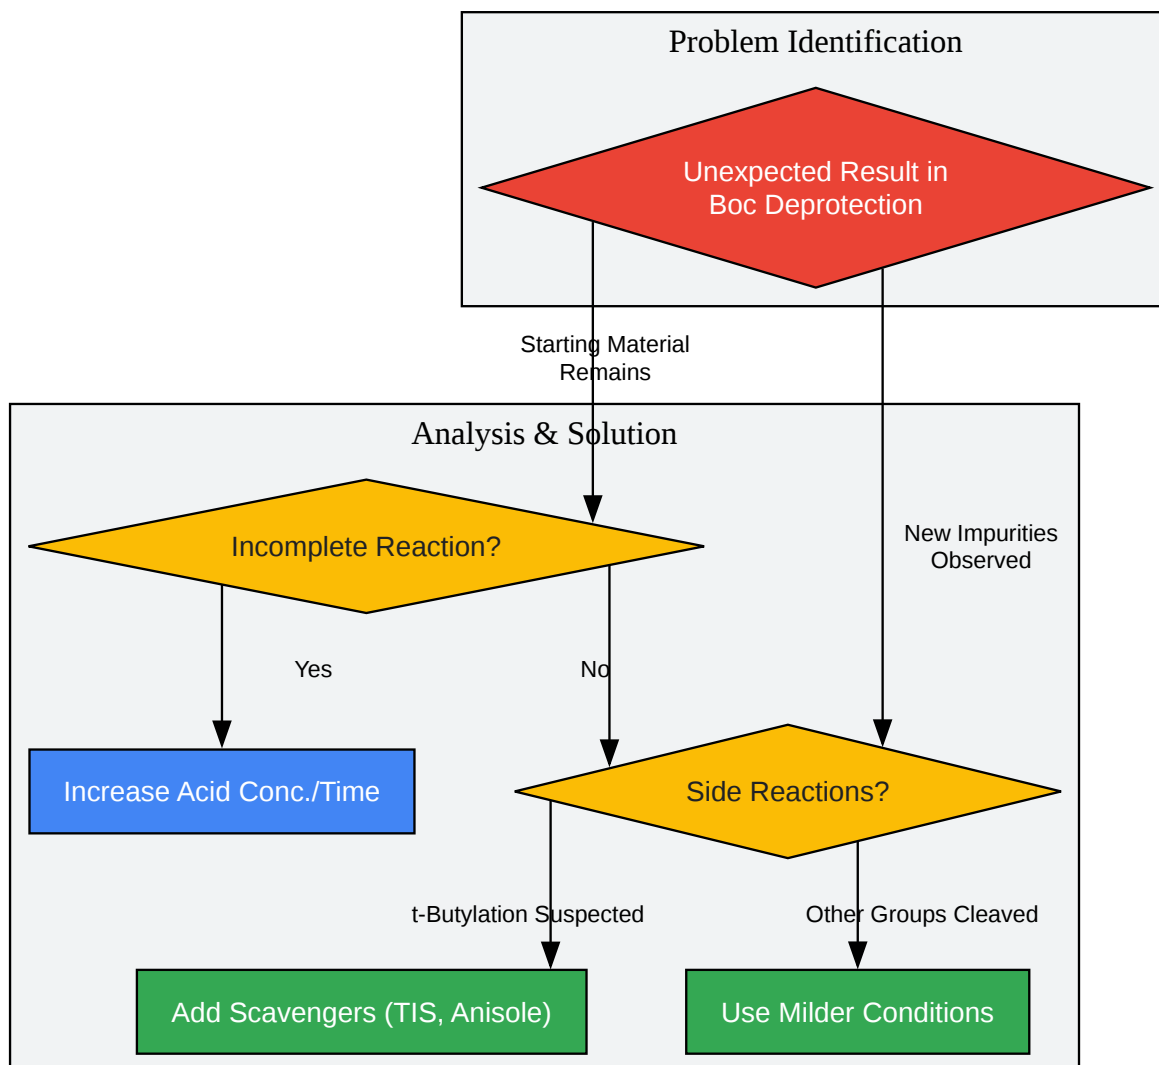 Problem Identification
Unexpected Result in
Boc Deprotection
Starting Material
Remains
Analysis & Solution
Incomplete Reaction?
New Impurities
Observed
Yes
No
Increase Acid Conc./Time
Side Reactions?
t-Butylation Suspected
Other Groups Cleaved
Add Scavengers (TIS, Anisole)
Use Milder Conditions